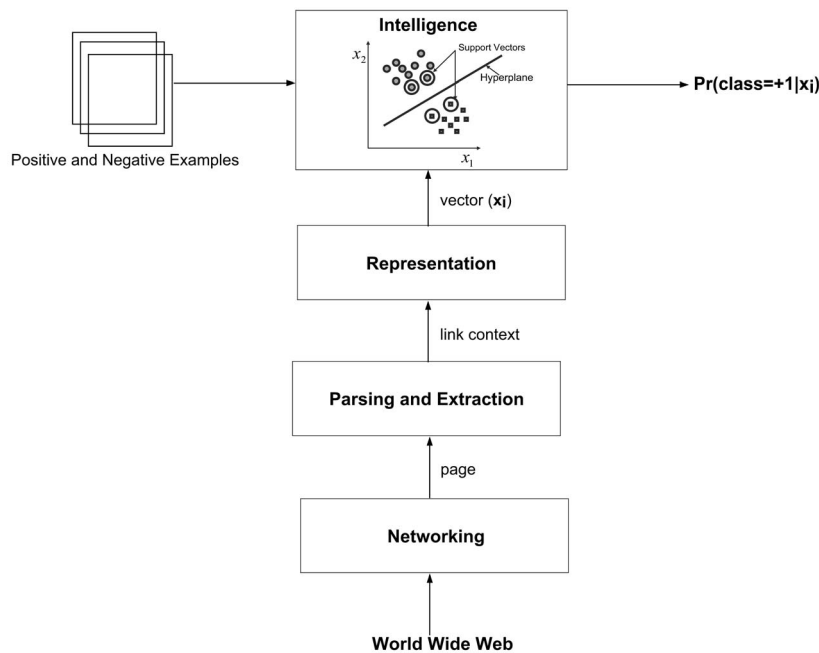 Intelligence
x2
Support Vectors
Hyperplane
x1
Pr(class=+1|xi)
Positive and Negative Examples
vector (xi)
Representation
link context
Parsing and Extraction
page
Networking
World Wide Web